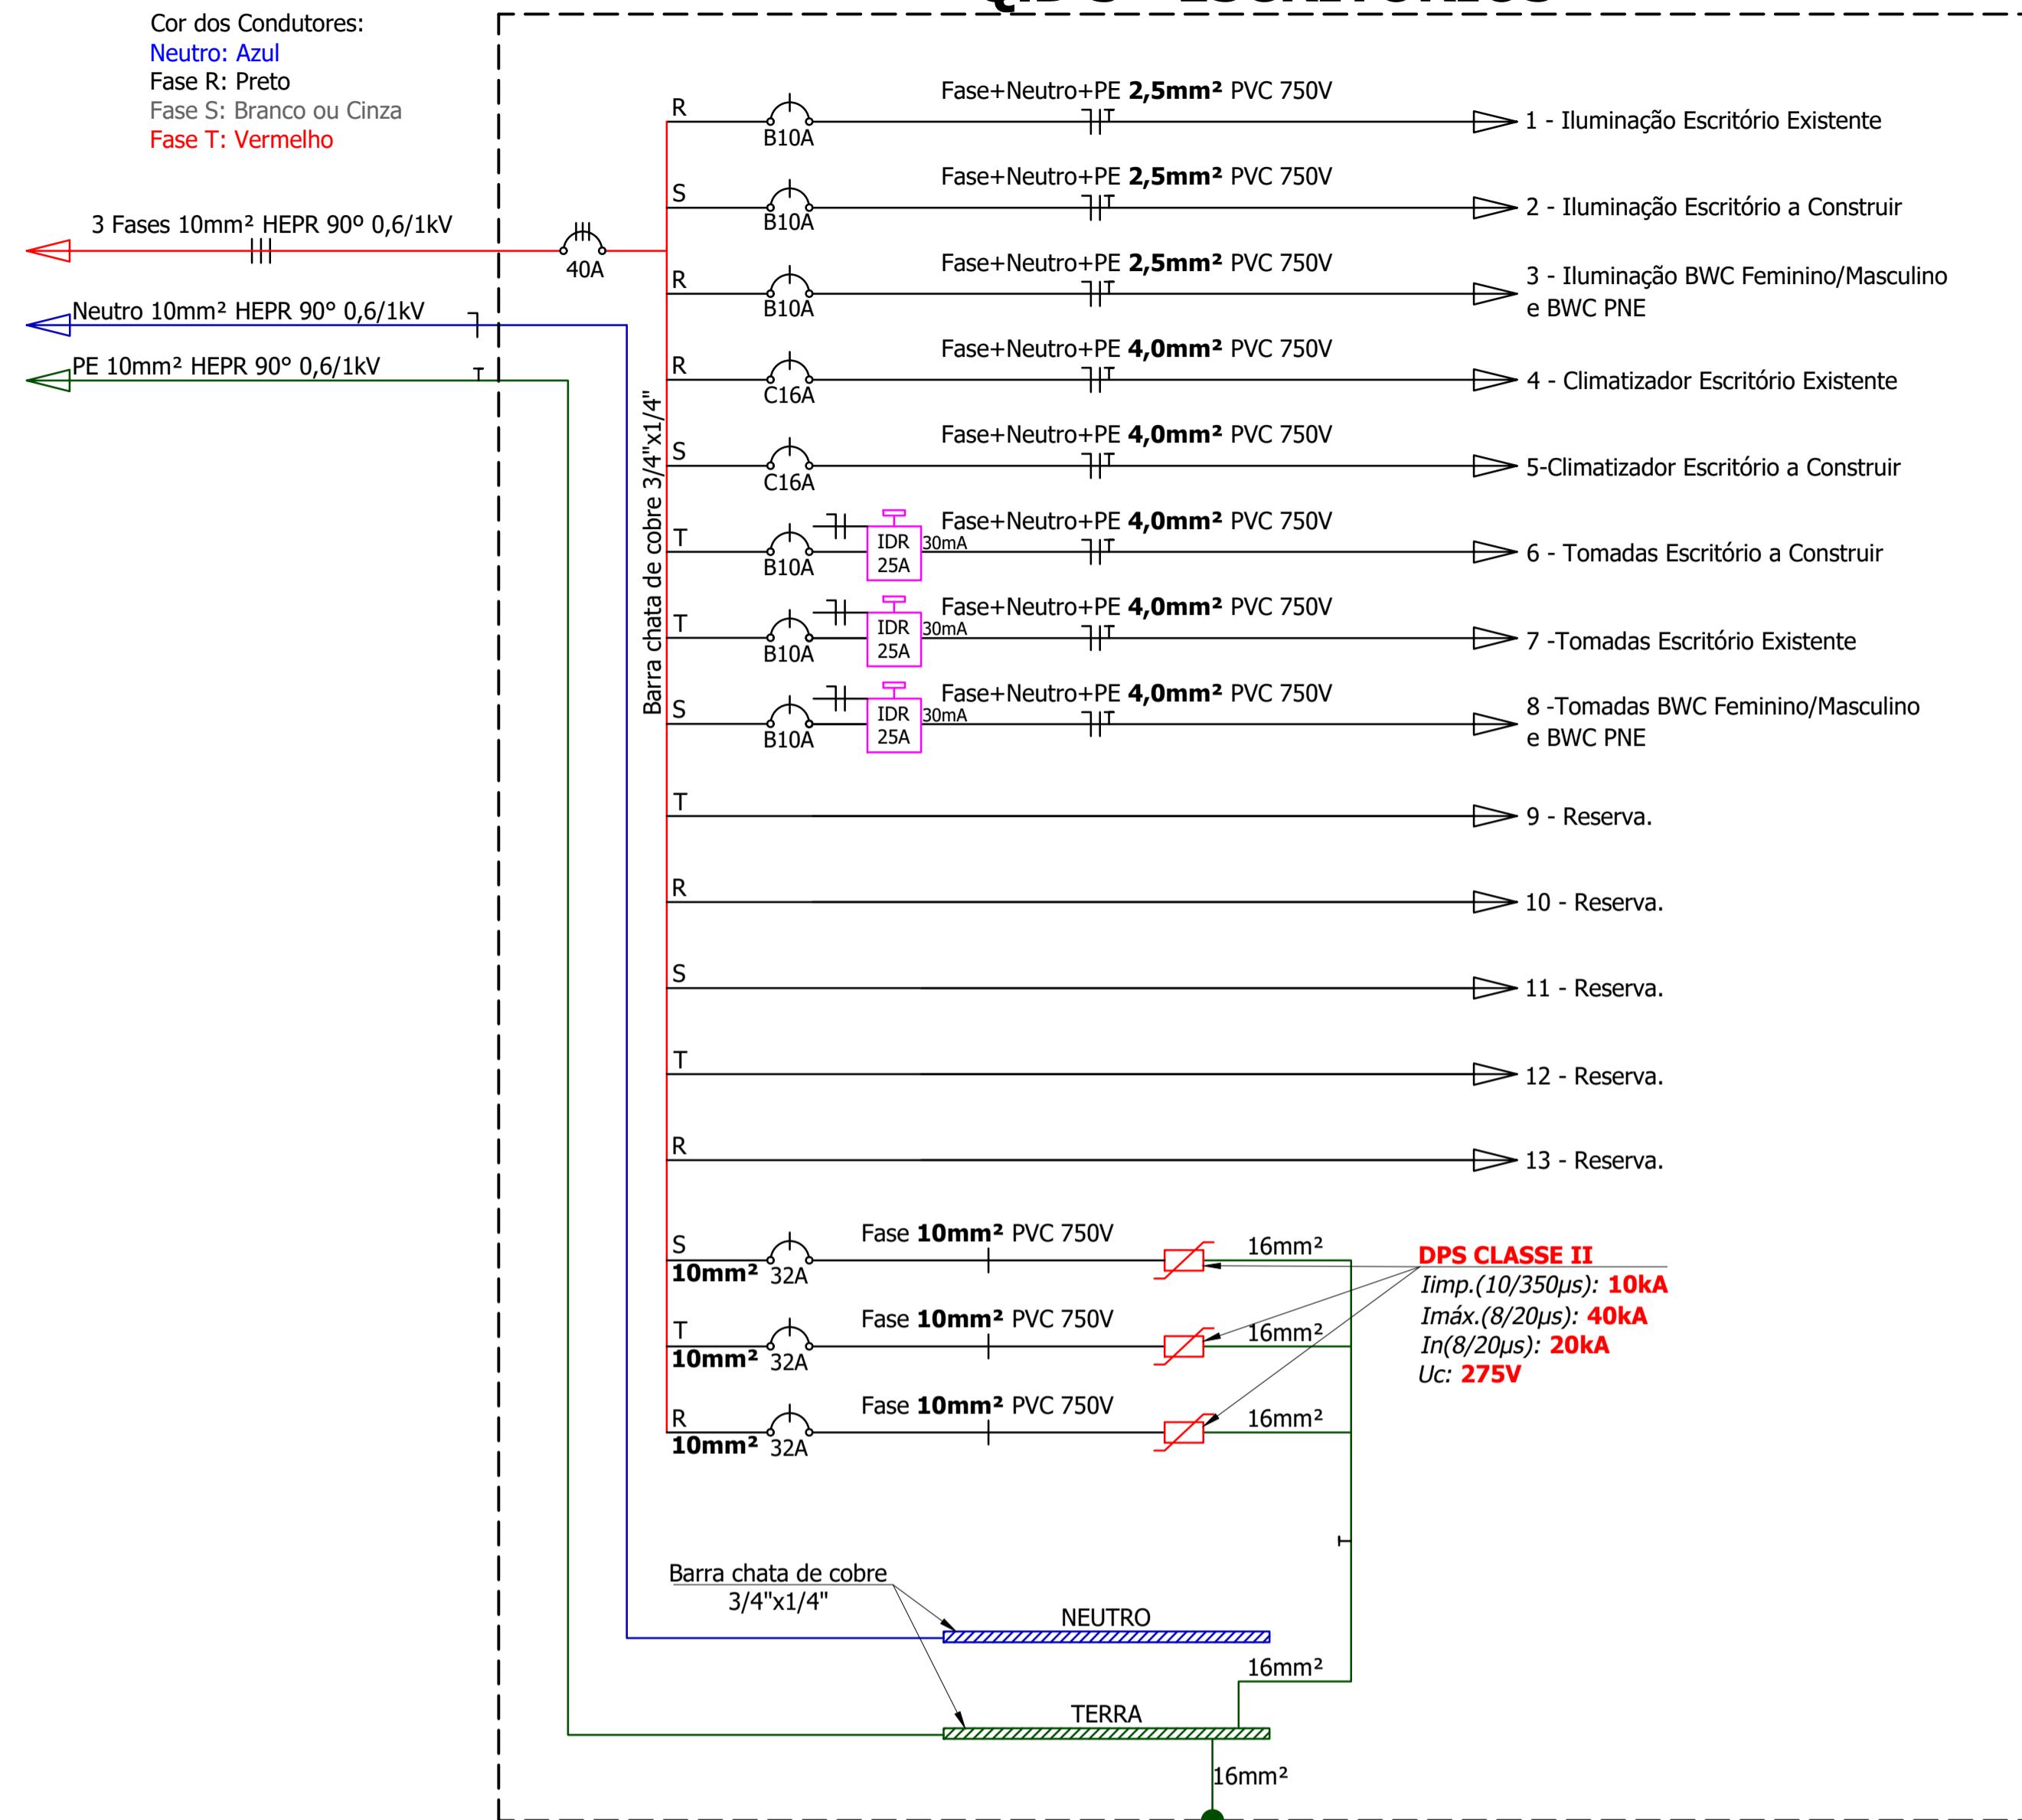 Cor dos Condutores:
Neutro: Azul
Fase R: Preto
Fase S: Branco ou Cinza
Fase T: Vermelho
3 Fases 10mm² HEPR 90º 0,6/1kV
40A
Neutro 10mm² HEPR 90° 0,6/1kV
PE 10mm² HEPR 90° 0,6/1kV
Barra chata de cobre 3/4"x1/4"
R
B10A
Fase+Neutro+PE 2,5mm² PVC 750V
1 - Iluminação Escritório Existente
S
B10A
Fase+Neutro+PE 2,5mm² PVC 750V
2 - Iluminação Escritório a Construir
R
B10A
Fase+Neutro+PE 2,5mm² PVC 750V
3 - Iluminação BWC Feminino/Masculino
e BWC PNE
R
C16A
Fase+Neutro+PE 4,0mm² PVC 750V
4 - Climatizador Escritório Existente
S
C16A
Fase+Neutro+PE 4,0mm² PVC 750V
5-Climatizador Escritório a Construir
T
B10A
IDR
25A
30mA
Fase+Neutro+PE 4,0mm² PVC 750V
6 - Tomadas Escritório a Construir
T
B10A
IDR
25A
30mA
Fase+Neutro+PE 4,0mm² PVC 750V
7 -Tomadas Escritório Existente
S
B10A
IDR
25A
30mA
Fase+Neutro+PE 4,0mm² PVC 750V
8 -Tomadas BWC Feminino/Masculino
e BWC PNE
T
9 - Reserva.
R
10 - Reserva.
S
11 - Reserva.
T
12 - Reserva.
R
13 - Reserva.
S
10mm²
32A
Fase 10mm² PVC 750V
16mm²
T
10mm²
32A
Fase 10mm² PVC 750V
16mm²
R
10mm²
32A
Fase 10mm² PVC 750V
16mm²
DPS CLASSE II
Iimp.(10/350µs): 10kA
Imáx.(8/20µs): 40kA
In(8/20µs): 20kA
Uc: 275V
Barra chata de cobre
3/4"x1/4"
NEUTRO
16mm²
TERRA
16mm²